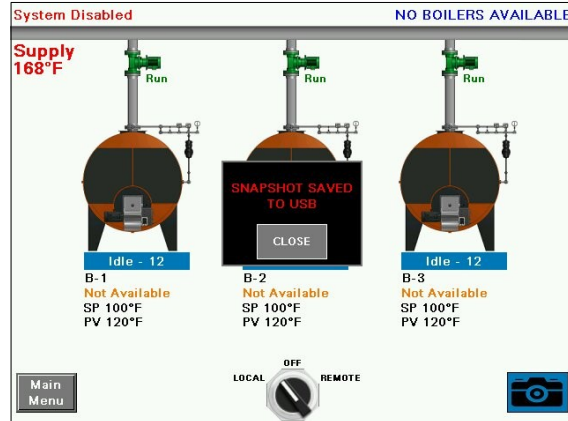 System Disabled
NO BOILERS AVAILABLE
Supply
168°F
Run
Run
Run
SNAPSHOT SAVED
TO USB
CLOSE
Idle - 12
Idle - 12
B-1
B-2
B-3
Not Available
Not Available
Not Available
SP 100°F
SP 100°F
SP 100°F
PV 120°F
PV 120°F
PV 120°F
OFF
LOCAL
REMOTE
Main
Menu